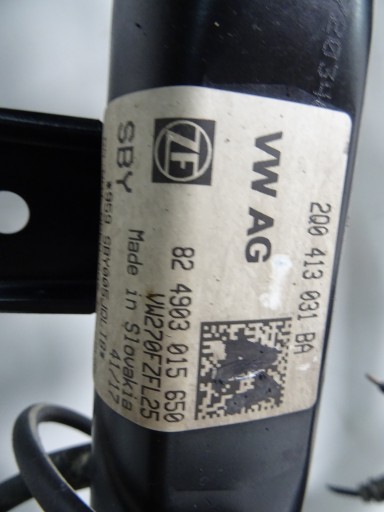 2Q0 413 031 BA
VW AG
ZF
82 4903 015 650
VW270FZFL25
SBY
Made in Slovakia
41/17